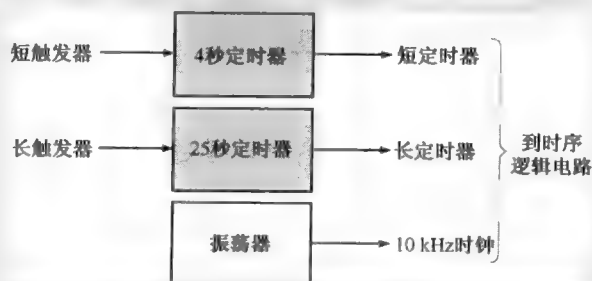 短触发器
4秒定时器
短定时器
长触发器
25秒定时器
长定时器
到时序
逻辑电路
振荡器
10 kHz时钟